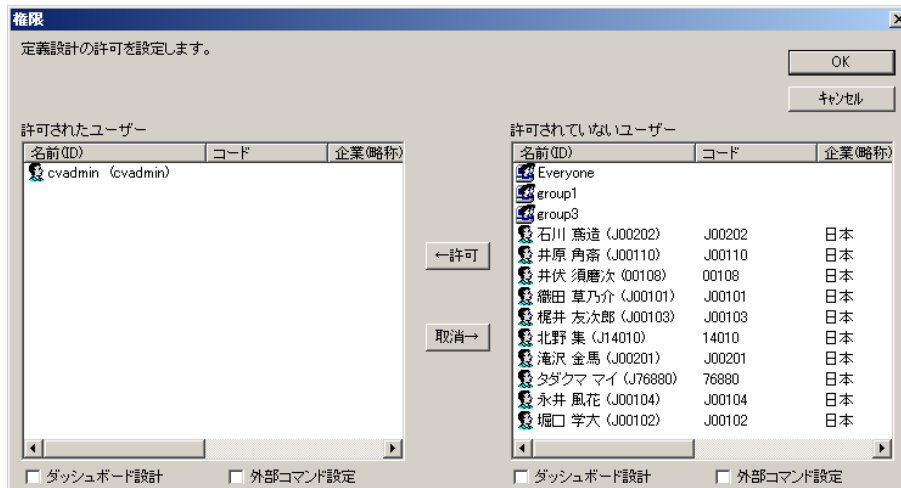 権限
定義設計の許可を設定します。
OK
キャンセル
許可されたユーザー
名前(ID) コード 企業(略称)
cvadmin (cvadmin)
←許可
取消→
ダッシュボード設計 外部コマンド設定
許可されていないユーザー
名前(ID) コード 企業(略称)
Everyone
group1
group3
石川 蔦造 (J00202) J00202 日本
井原 角斎 (J00110) J00110 日本
井伏 須磨次 (00108) 00108 日本
織田 草乃介 (J00101) J00101 日本
梶井 友次郎 (J00103) J00103 日本
北野 集 (J14010) 14010 日本
滝沢 金馬 (J00201) J00201 日本
タダクマ マイ (J76880) 76880 日本
永井 風花 (J00104) J00104 日本
堀口 学大 (J00102) J00102 日本
ダッシュボード設計 外部コマンド設定